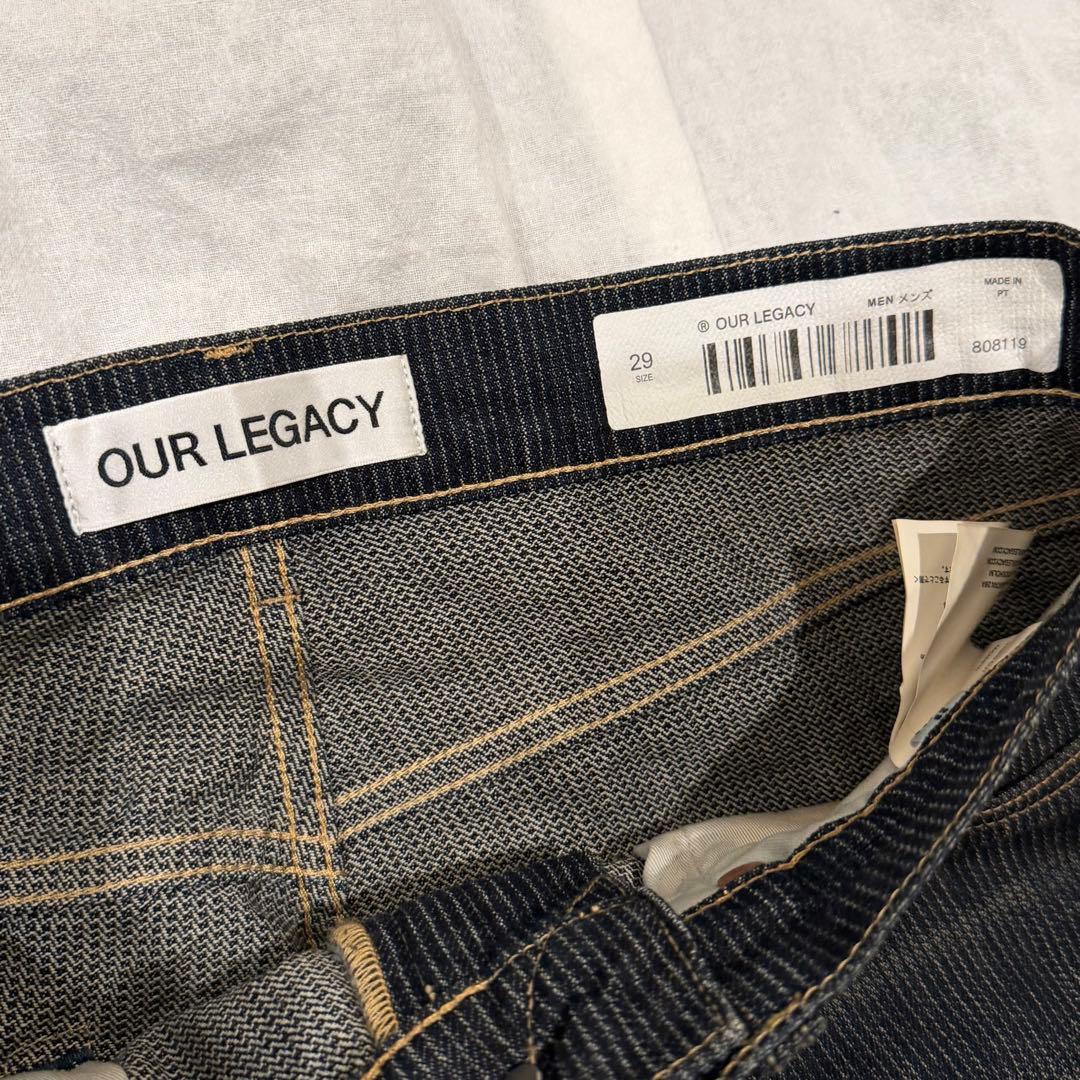 OUR LEGACY
® OUR LEGACY
MEN メンズ
MADE IN
PT
29
SIZE
808119